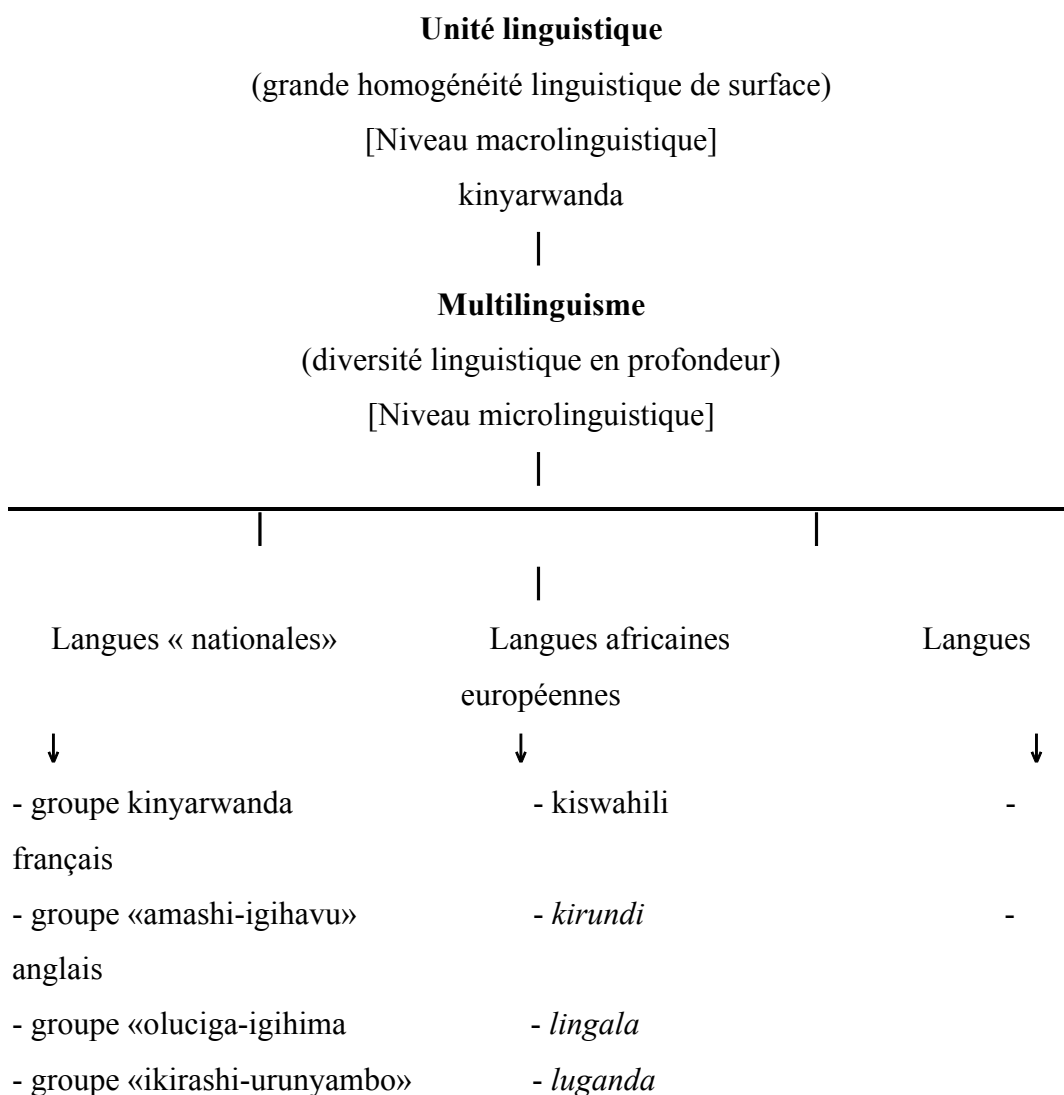 Unité linguistique
(grande homogénéité linguistique de surface)
[Niveau macrolinguistique]
kinyarwanda
Multilinguisme
(diversité linguistique en profondeur)
[Niveau microlinguistique]
Langues « nationales» Langues africaines Langues
européennes
- groupe kinyarwanda - kiswahili -
français
- groupe «amashi-igihavu» - kirundi -
anglais
- groupe «oluciga-igihima - lingala
- groupe «ikirashi-urunyambo» - luganda